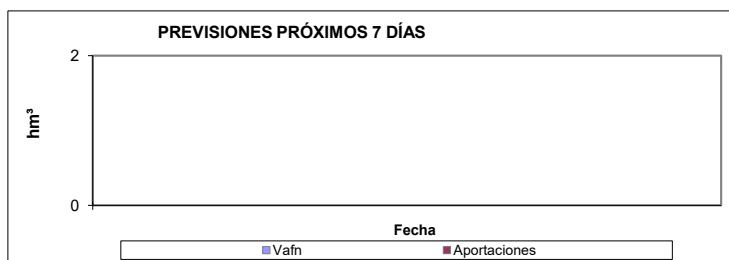 PREVISIONES PRÓXIMOS 7 DÍAS
2
hm³
0
Fecha
Vafn Aportaciones